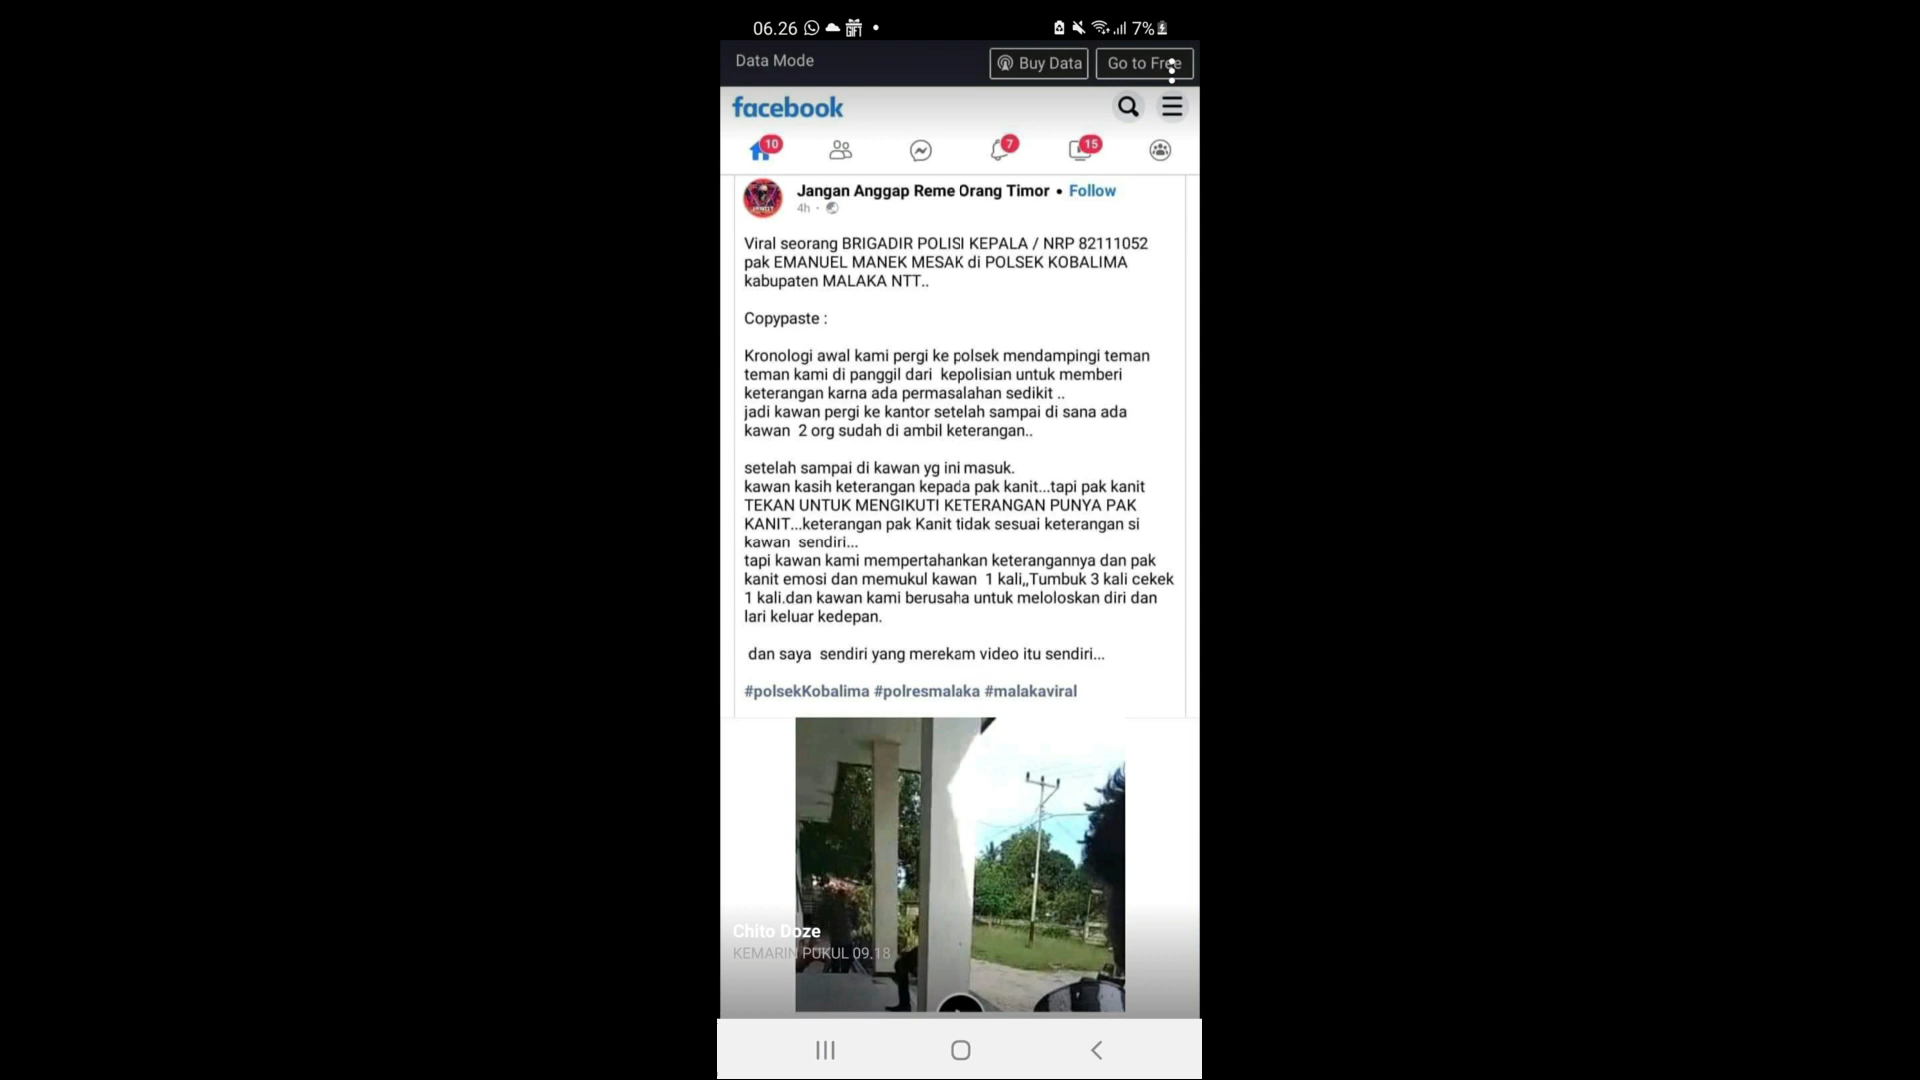 06.26
GIFT
7%
Data Mode
Buy Data
Go to Free
facebook
10
7
15
Jangan Anggap Reme Orang Timor • Follow
4h ·
Viral seorang BRIGADIR POLISI KEPALA / NRP 82111052
pak EMANUEL MANEK MESAK di POLSEK KOBALIMA
kabupaten MALAKA NTT..
Copypaste :
Kronologi awal kami pergi ke polsek mendampingi teman
teman kami di panggil dari  kepolisian untuk memberi
keterangan karna ada permasalahan sedikit ..
jadi kawan pergi ke kantor setelah sampai di sana ada
kawan  2 org sudah di ambil keterangan..
setelah sampai di kawan yg ini masuk.
kawan kasih keterangan kepada pak kanit...tapi pak kanit
TEKAN UNTUK MENGIKUTI KETERANGAN PUNYA PAK
KANIT...keterangan pak Kanit tidak sesuai keterangan si
kawan  sendiri...
tapi kawan kami mempertahankan keterangannya dan pak
kanit emosi dan memukul kawan  1 kali,,Tumbuk 3 kali cekek
1 kali.dan kawan kami berusaha untuk meloloskan diri dan
lari keluar kedepan.
dan saya  sendiri yang merekam video itu sendiri...
#polsekKobalima #polresmalaka #malakaviral
Chito Doze
KEMARIN PUKUL 09.18